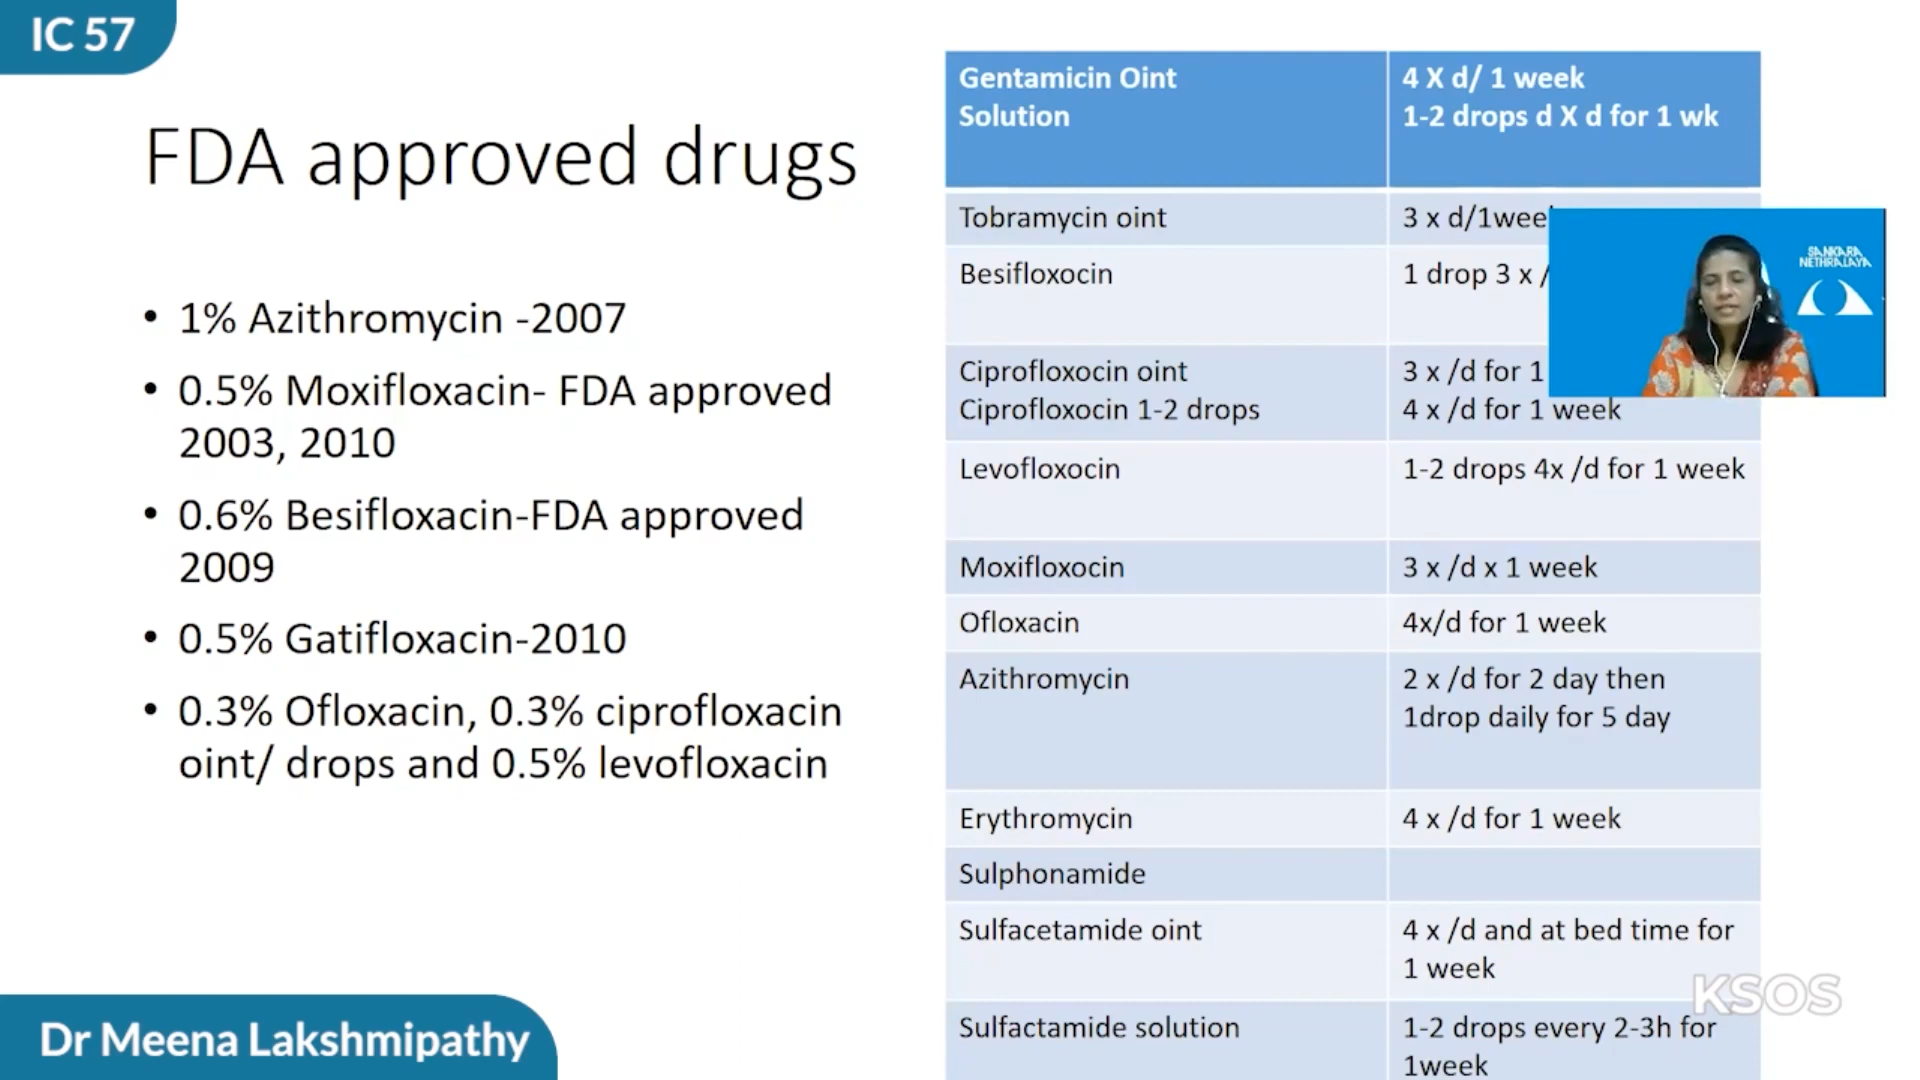 IC 57
FDA approved drugs
• 1% Azithromycin -2007
• 0.5% Moxifloxacin- FDA approved
2003, 2010
• 0.6% Besifloxacin-FDA approved
2009
• 0.5% Gatifloxacin-2010
• 0.3% Ofloxacin, 0.3% ciprofloxacin
oint/ drops and 0.5% levofloxacin
Gentamicin Oint 4 X d/ 1 week
Solution 1-2 drops d X d for 1 wk
Tobramycin oint 3 x d/1wee
Besifloxocin 1 drop 3 x /
Ciprofloxocin oint 3 x /d for 1
Ciprofloxocin 1-2 drops 4 x /d for 1 week
Levofloxocin 1-2 drops 4x /d for 1 week
Moxifloxocin 3 x /d x 1 week
Ofloxacin 4x/d for 1 week
Azithromycin 2 x /d for 2 day then
1drop daily for 5 day
Erythromycin 4 x /d for 1 week
Sulphonamide
Sulfacetamide oint 4 x /d and at bed time for
1 week
Sulfactamide solution 1-2 drops every 2-3h for
1week
SANKARA
NETHRALAYA
KSOS
Dr Meena Lakshmipathy